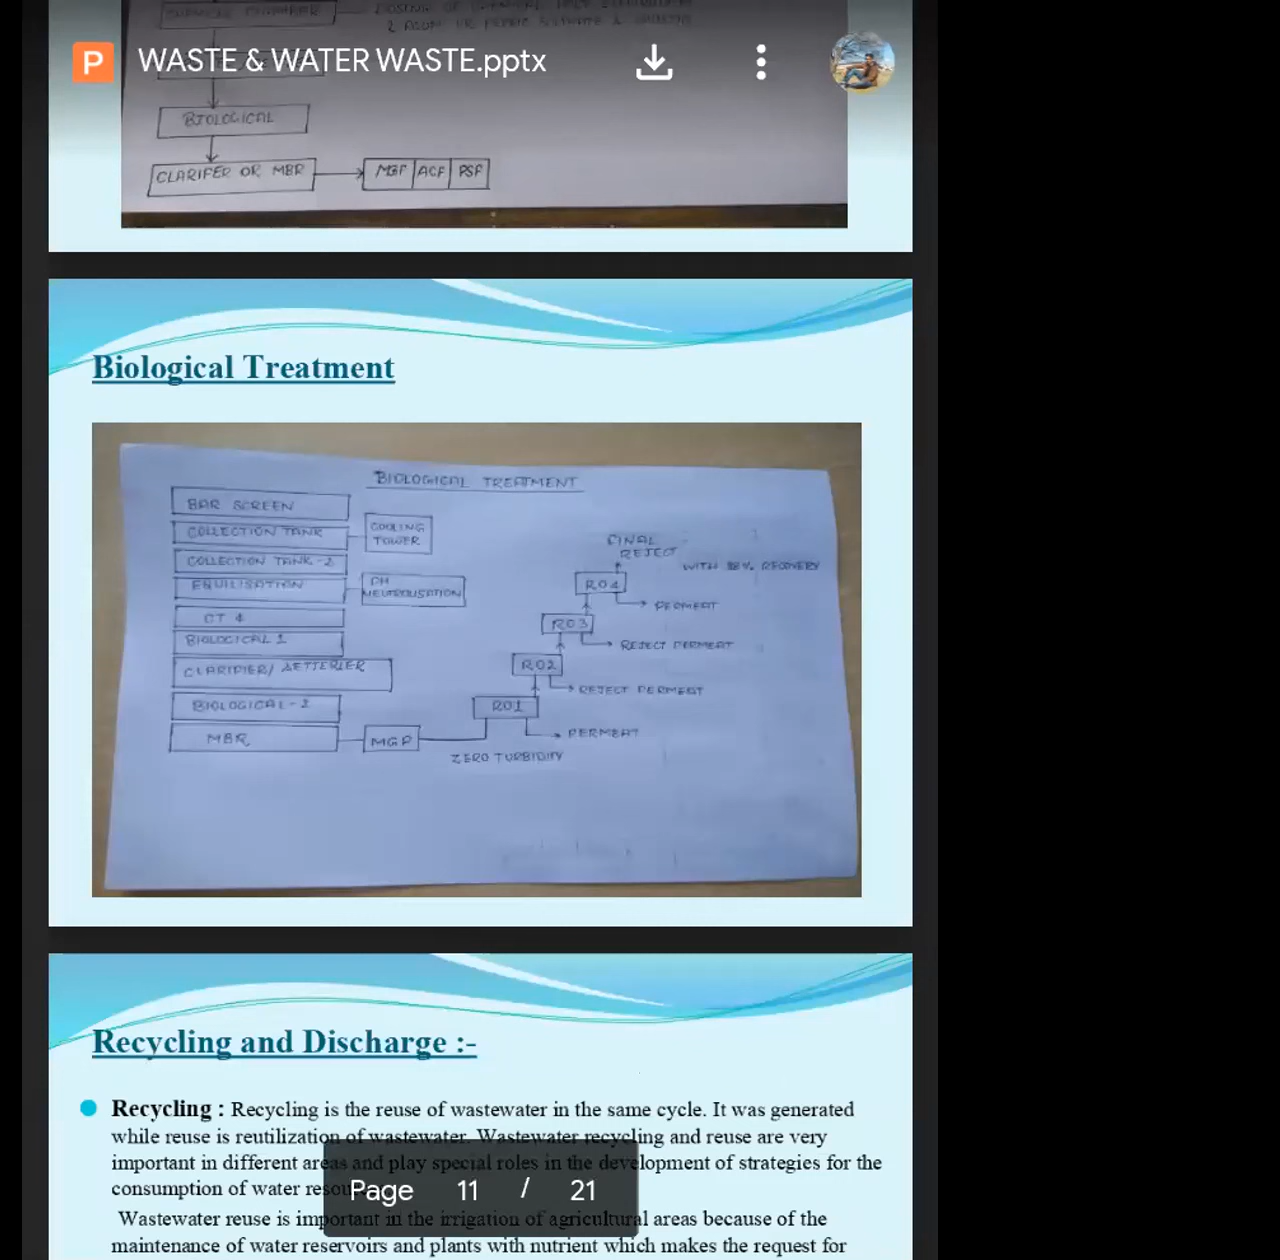 P WASTE & WATER WASTE.pptx
BIOLOGICAL
CLARIFER OR MBR
MBF ACF PSF
Biological Treatment
BIOLOGICAL TREATMENT
BAR SCREEN
COLLECTION TANK
COOLING
TOWER
COLLECTION TANK-2
EQUILISATION
PH
NEUTRILISATION
CT 4
BIOLOGICAL 1
CLARIFIER/
BIOLOGICAL-2
MBR
MGF
ZERO TURBIDITY
RO1
PERMEAT
RO2
REJECT PERMEAT
RO3
REJECT PERMEAT
RO4
PERMEAT
FINAL
REJECT
WITH RECOVERY
Recycling and Discharge :-
Recycling : Recycling is the reuse of wastewater in the same cycle. It was generated
while reuse is reutilization of wastewater. Wastewater recycling and reuse are very
important in different areas and play special roles in the development of strategies for the
consumption of water
Wastewater reuse is important in the irrigation of agricultural areas because of the
maintenance of water reservoirs and plants with nutrient which makes the request for
Page 11 / 21